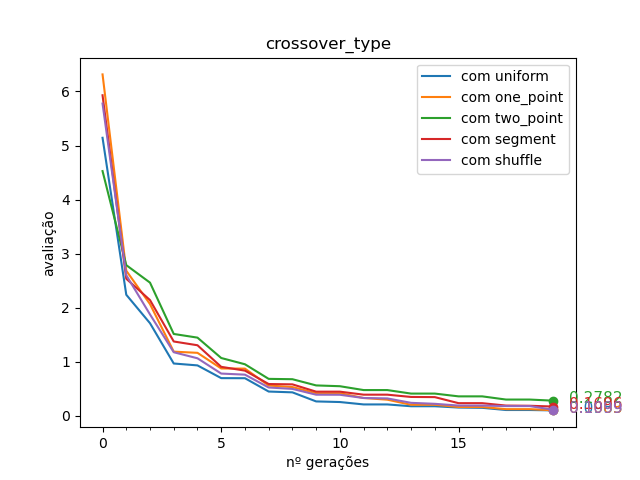 crossover_type
com uniform
com one_point
com two_point
com segment
com shuffle
avaliação
6
5
4
3
2
1
0
0.2782
0
5
10
15
nº gerações